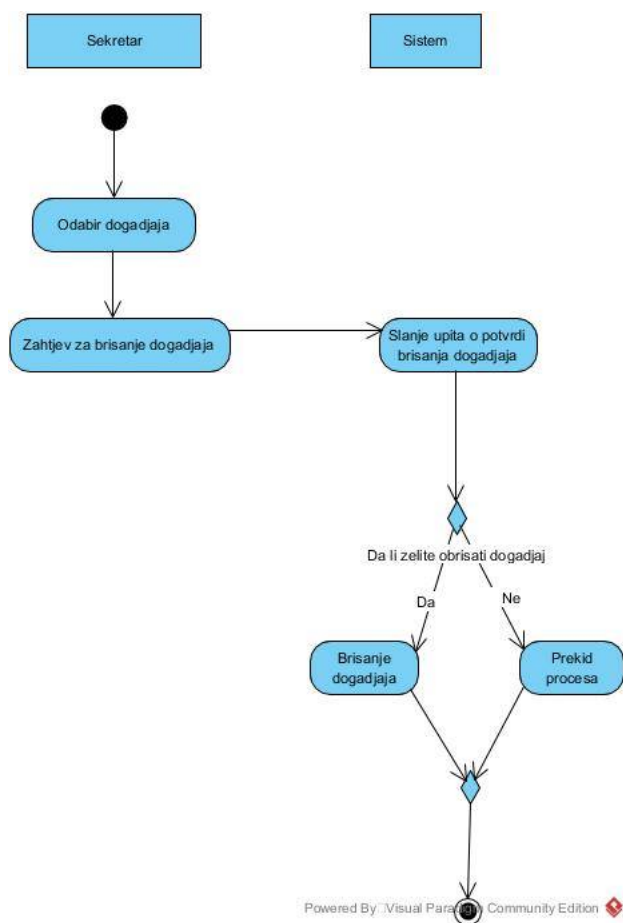 Sekretar
Sistem
Odabir dogadjaja
Zahtjev za brisanje dogadjaja
Slanje upita o potvrdi
brisanja dogadjaja
Da li zelite obrisati dogadjaj
Da
Ne
Brisanje
dogadjaja
Prekid
procesa
Powered By Visual Paradigm Community Edition